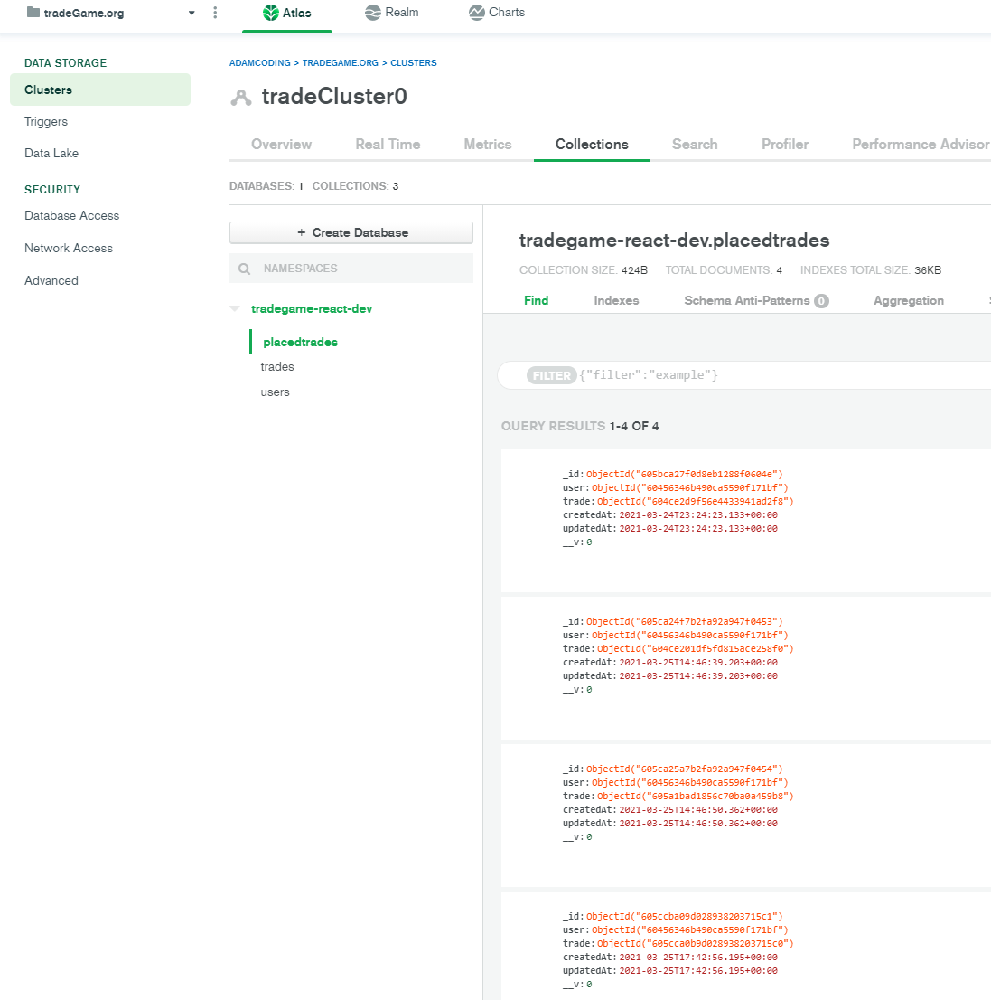 tradeGame.org
Atlas
Realm
Charts
DATA STORAGE
Clusters
Triggers
Data Lake
SECURITY
Database Access
Network Access
Advanced
ADAMCODING > TRADEGAME.ORG > CLUSTERS
tradeCluster0
Overview Real Time Metrics Collections Search Profiler Performance Advisor
DATABASES: 1 COLLECTIONS: 3
+ Create Database
NAMESPACES
tradegame-react-dev
placedtrades
trades
users
tradegame-react-dev.placedtrades
COLLECTION SIZE: 424B TOTAL DOCUMENTS: 4 INDEXES TOTAL SIZE: 36KB
Find Indexes Schema Anti-Patterns 0 Aggregation
FILTER {"filter":"example"}
QUERY RESULTS 1-4 OF 4
_id: ObjectId("605bca27f0d8eb1288f0604e")
user: ObjectId("60456346b490ca5590f171bf")
trade: ObjectId("604ce2d9f56e4433941ad2f8")
createdAt: 2021-03-24T23:24:23.133+00:00
updatedAt: 2021-03-24T23:24:23.133+00:00
__v: 0
_id: ObjectId("605ca24f7b2fa92a947f0453")
user: ObjectId("60456346b490ca5590f171bf")
trade: ObjectId("604ce201df5fd815ace258f0")
createdAt: 2021-03-25T14:46:39.203+00:00
updatedAt: 2021-03-25T14:46:39.203+00:00
__v: 0
_id: ObjectId("605ca25a7b2fa92a947f0454")
user: ObjectId("60456346b490ca5590f171bf")
trade: ObjectId("605a1bad1856c70ba0a459b8")
createdAt: 2021-03-25T14:46:50.362+00:00
updatedAt: 2021-03-25T14:46:50.362+00:00
__v: 0
_id: ObjectId("605ccba09d028938203715c1")
user: ObjectId("60456346b490ca5590f171bf")
trade: ObjectId("605cca0b9d028938203715c0")
createdAt: 2021-03-25T17:42:56.195+00:00
updatedAt: 2021-03-25T17:42:56.195+00:00
__v: 0